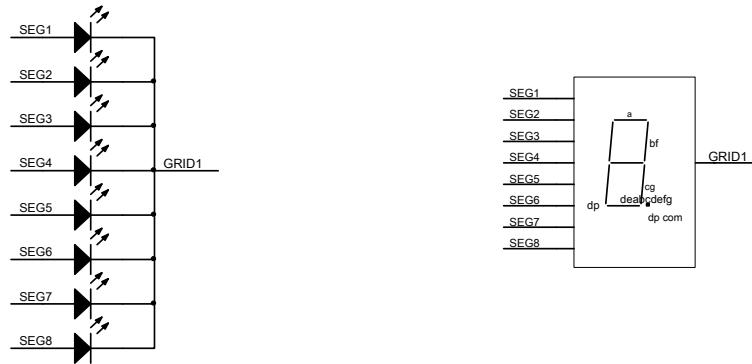 SEG1
SEG2
SEG3
SEG4
GRID1
SEG5
SEG6
SEG7
SEG8
SEG1
SEG2
a
SEG3
bf
SEG4
GRID1
SEG5
cg
SEG6
dp
deabcdefg
SEG7
dp com
SEG8